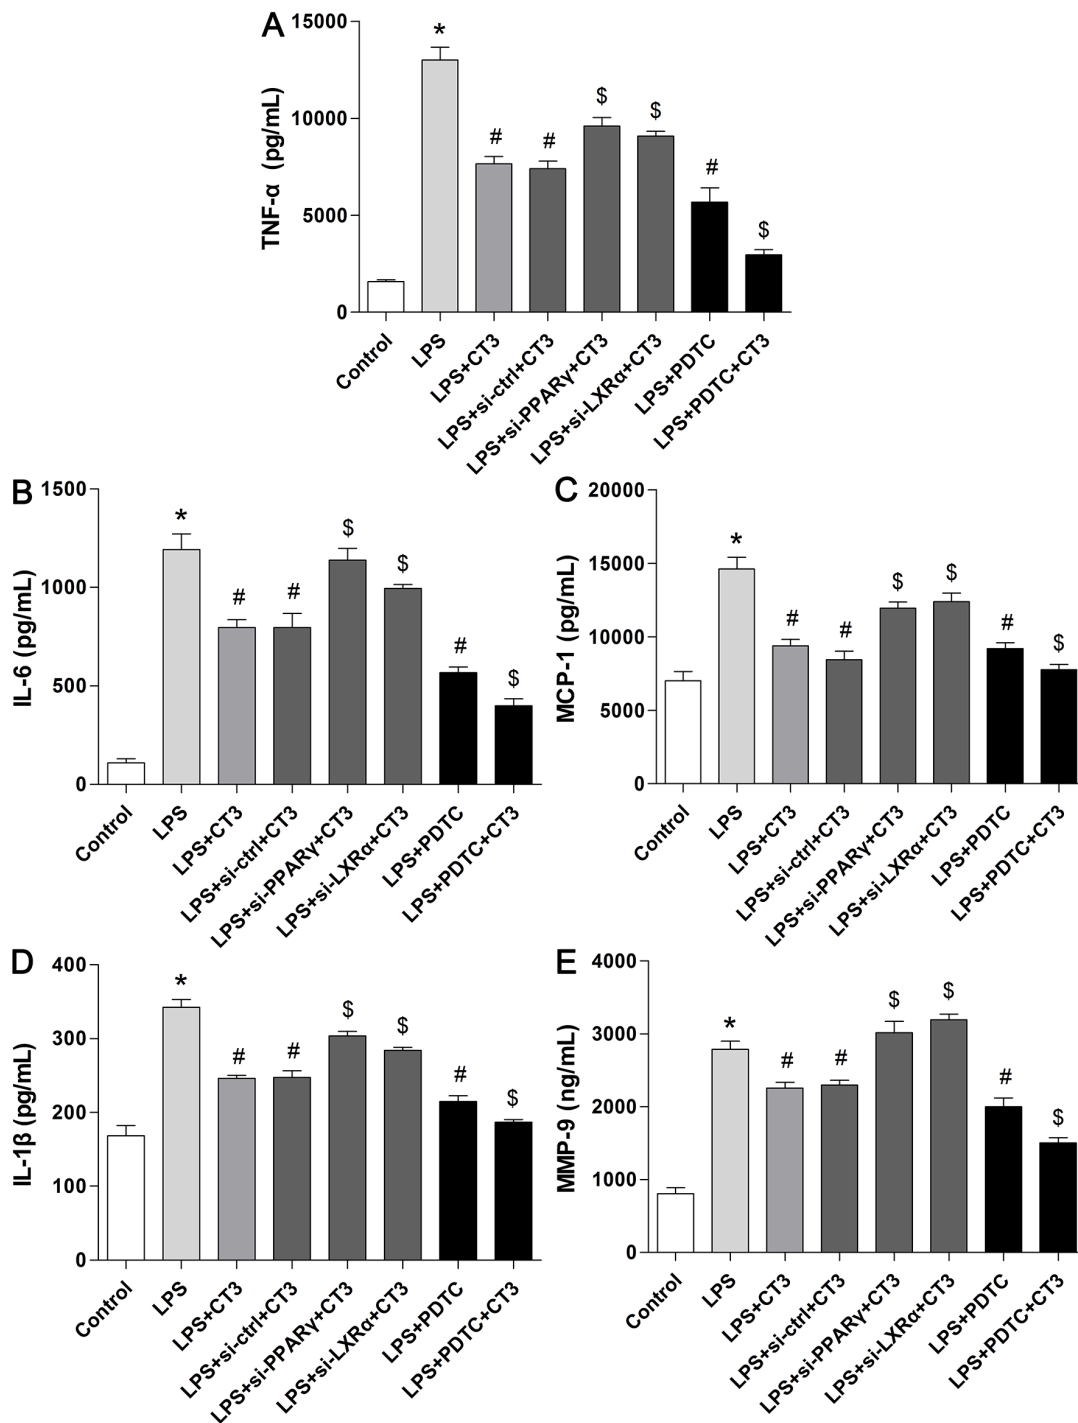 A
TNF-α (pg/mL)
15000
10000
5000
0
*
#
#
$
$
#
$
Control
LPS
LPS+CT3
LPS+si-ctrl+CT3
LPS+si-PPARγ+CT3
LPS+si-LXRα+CT3
LPS+PDTC
LPS+PDTC+CT3
B
IL-6 (pg/mL)
1500
1000
500
0
*
#
#
$
$
#
$
Control
LPS
LPS+CT3
LPS+si-ctrl+CT3
LPS+si-PPARγ+CT3
LPS+si-LXRα+CT3
LPS+PDTC
LPS+PDTC+CT3
C
MCP-1 (pg/mL)
20000
15000
10000
5000
0
*
#
#
$
$
#
$
Control
LPS
LPS+CT3
LPS+si-ctrl+CT3
LPS+si-PPARγ+CT3
LPS+si-LXRα+CT3
LPS+PDTC
LPS+PDTC+CT3
D
IL-1β (pg/mL)
400
300
200
100
0
*
#
#
$
$
#
$
Control
LPS
LPS+CT3
LPS+si-ctrl+CT3
LPS+si-PPARγ+CT3
LPS+si-LXRα+CT3
LPS+PDTC
LPS+PDTC+CT3
E
MMP-9 (ng/mL)
4000
3000
2000
1000
0
*
#
#
$
$
#
$
Control
LPS
LPS+CT3
LPS+si-ctrl+CT3
LPS+si-PPARγ+CT3
LPS+si-LXRα+CT3
LPS+PDTC
LPS+PDTC+CT3